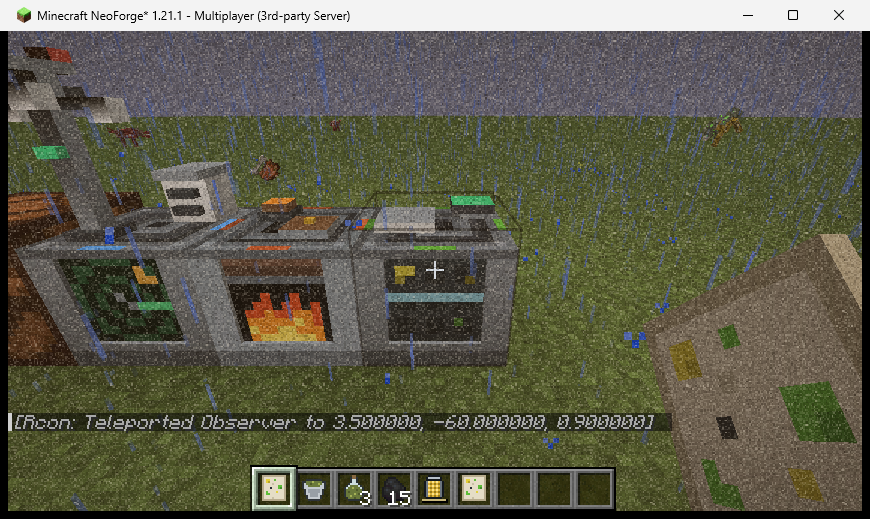 Minecraft NeoForge* 1.21.1 - Multiplayer (3rd-party Server)
[Rcon: Teleported Observer to 3.500000, -60.000000, 0.900000]
3 15